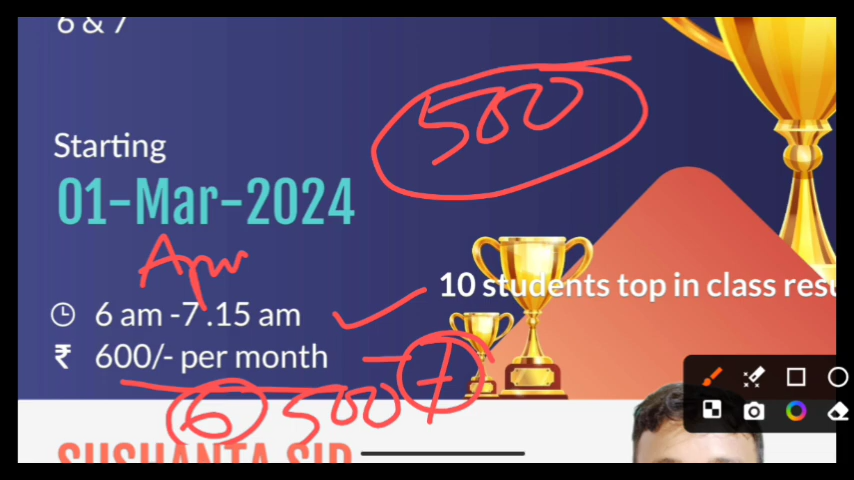 6 & 7
500
Starting
01-Mar-2024
Apr
10 students top in class resu
6 am -7 .15 am
600/- per month
7
6 500
SUSHANTA SIR